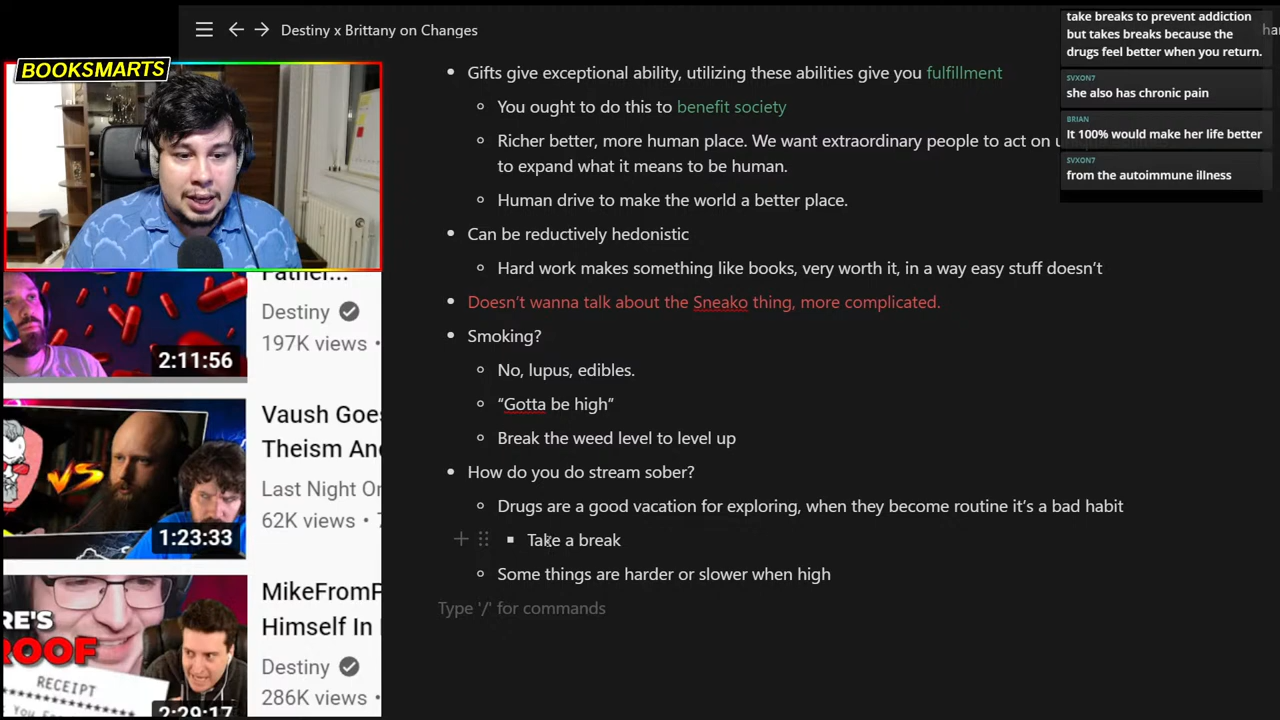 Destiny x Brittany on Changes
BOOKSMARTS
take breaks to prevent addiction
but takes breaks because the
drugs feel better when you return.
SVXON7
she also has chronic pain
BRIAN
It 100% would make her life better
SVXON7
from the autoimmune illness
Gifts give exceptional ability, utilizing these abilities give you fulfillment
You ought to do this to benefit society
Richer better, more human place. We want extraordinary people to act on
to expand what it means to be human.
Human drive to make the world a better place.
Can be reductively hedonistic
Hard work makes something like books, very worth it, in a way easy stuff doesn't
Doesn't wanna talk about the Sneako thing, more complicated.
Smoking?
No, lupus, edibles.
“Gotta be high”
Break the weed level to level up
How do you do stream sober?
Drugs are a good vacation for exploring, when they become routine it's a bad habit
Take a break
Some things are harder or slower when high
Type '/' for commands
Father...
Destiny
197K views •
2:11:56
Vaush Goes
Theism And
Last Night On
62K views •
VS
1:23:33
MikeFromP
Himself In
Destiny
286K views •
RE'S
ROOF
RECEIPT
2:29:17